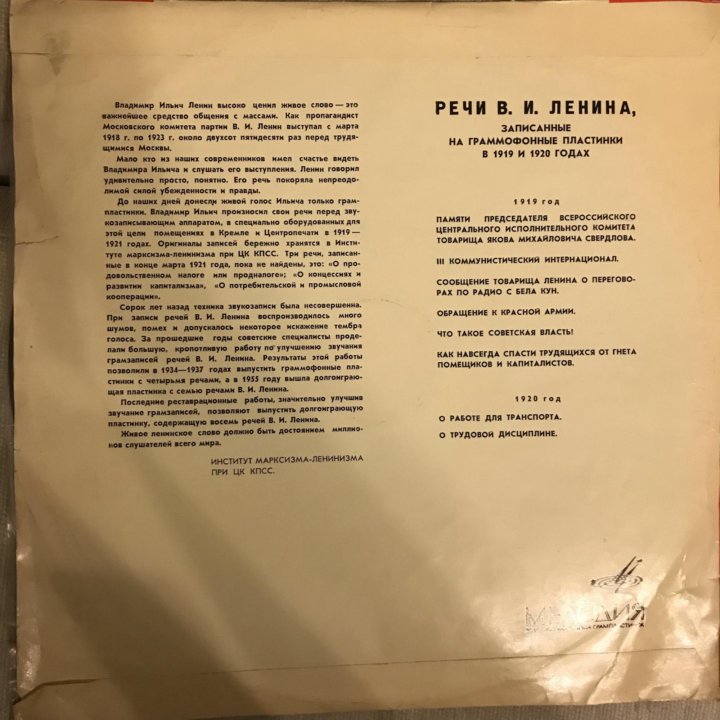 Владимир Ильич Ленин высоко ценил живое слово — это
важнейшее средство общения с массами. Как пропагандист
Московского комитета партии В. И. Ленин выступал с марта
1918 г. по 1923 г. около двухсот пятидесяти раз перед трудя-
щимися Москвы.
Мало кто из наших современников имел счастье видеть
Владимира Ильича и слушать его выступления. Ленин говорил
удивительно просто, понятно. Его речь покоряла непреодо-
лимой силой убежденности и правды.
До наших дней донесли живой голос Ильича только грам-
пластинки. Владимир Ильич произносил свои речи перед зву-
козаписывающим аппаратом, в специально оборудованных для
этой цели помещениях в Кремле и Центропечати в 1919 —
1921 годах. Оригиналы записей бережно хранятся в Инсти-
туте марксизма-ленинизма при ЦК КПСС. Три речи, записан-
ные в конце марта 1921 года, пока не найдены, это: «О про-
довольственном налоге или продналоге»; «О концессиях и
развитии капитализма», «О потребительской и промысловой
кооперации».
Сорок лет назад техника звукозаписи была несовершенна.
При записи речей В. И. Ленина воспроизводилось много
шумов, помех и допускалось некоторое искажение тембра
голоса. За прошедшие годы советские специалисты проде-
лали большую, кропотливую работу по улучшению звучания
грамзаписей речей В. И. Ленина. Результаты этой работы
позволили в 1934—1937 годах выпустить граммофонные пла-
стинки с четырьмя речами, а в 1955 году вышла долгоиграю-
щая пластинка с семью речами В. И. Ленина.
Последние реставрационные работы, значительно улучшив
звучание грамзаписей, позволяют выпустить долгоиграющую
пластинку, содержащую восемь речей В. И. Ленина.
Живое ленинское слово должно быть достоянием миллио-
нов слушателей всего мира.
ИНСТИТУТ МАРКСИЗМА-ЛЕНИНИЗМА
ПРИ ЦК КПСС.
РЕЧИ В. И. ЛЕНИНА,
ЗАПИСАННЫЕ
НА ГРАММОФОННЫЕ ПЛАСТИНКИ
В 1919 И 1920 ГОДАХ
1919 год
ПАМЯТИ ПРЕДСЕДАТЕЛЯ ВСЕРОССИЙСКОГО
ЦЕНТРАЛЬНОГО ИСПОЛНИТЕЛЬНОГО КОМИТЕТА
ТОВАРИЩА ЯКОВА МИХАЙЛОВИЧА СВЕРДЛОВА.
III КОММУНИСТИЧЕСКИЙ ИНТЕРНАЦИОНАЛ.
СООБЩЕНИЕ ТОВАРИЩА ЛЕНИНА О ПЕРЕГОВО-
РАХ ПО РАДИО С БЕЛА КУН.
ОБРАЩЕНИЕ К КРАСНОЙ АРМИИ.
ЧТО ТАКОЕ СОВЕТСКАЯ ВЛАСТЬ!
КАК НАВСЕГДА СПАСТИ ТРУДЯЩИХСЯ ОТ ГНЕТА
ПОМЕЩИКОВ И КАПИТАЛИСТОВ.
1920 год
О РАБОТЕ ДЛЯ ТРАНСПОРТА.
О ТРУДОВОЙ ДИСЦИПЛИНЕ.
МЕЛОДИЯ
ГРАМПЛАСТИНОК